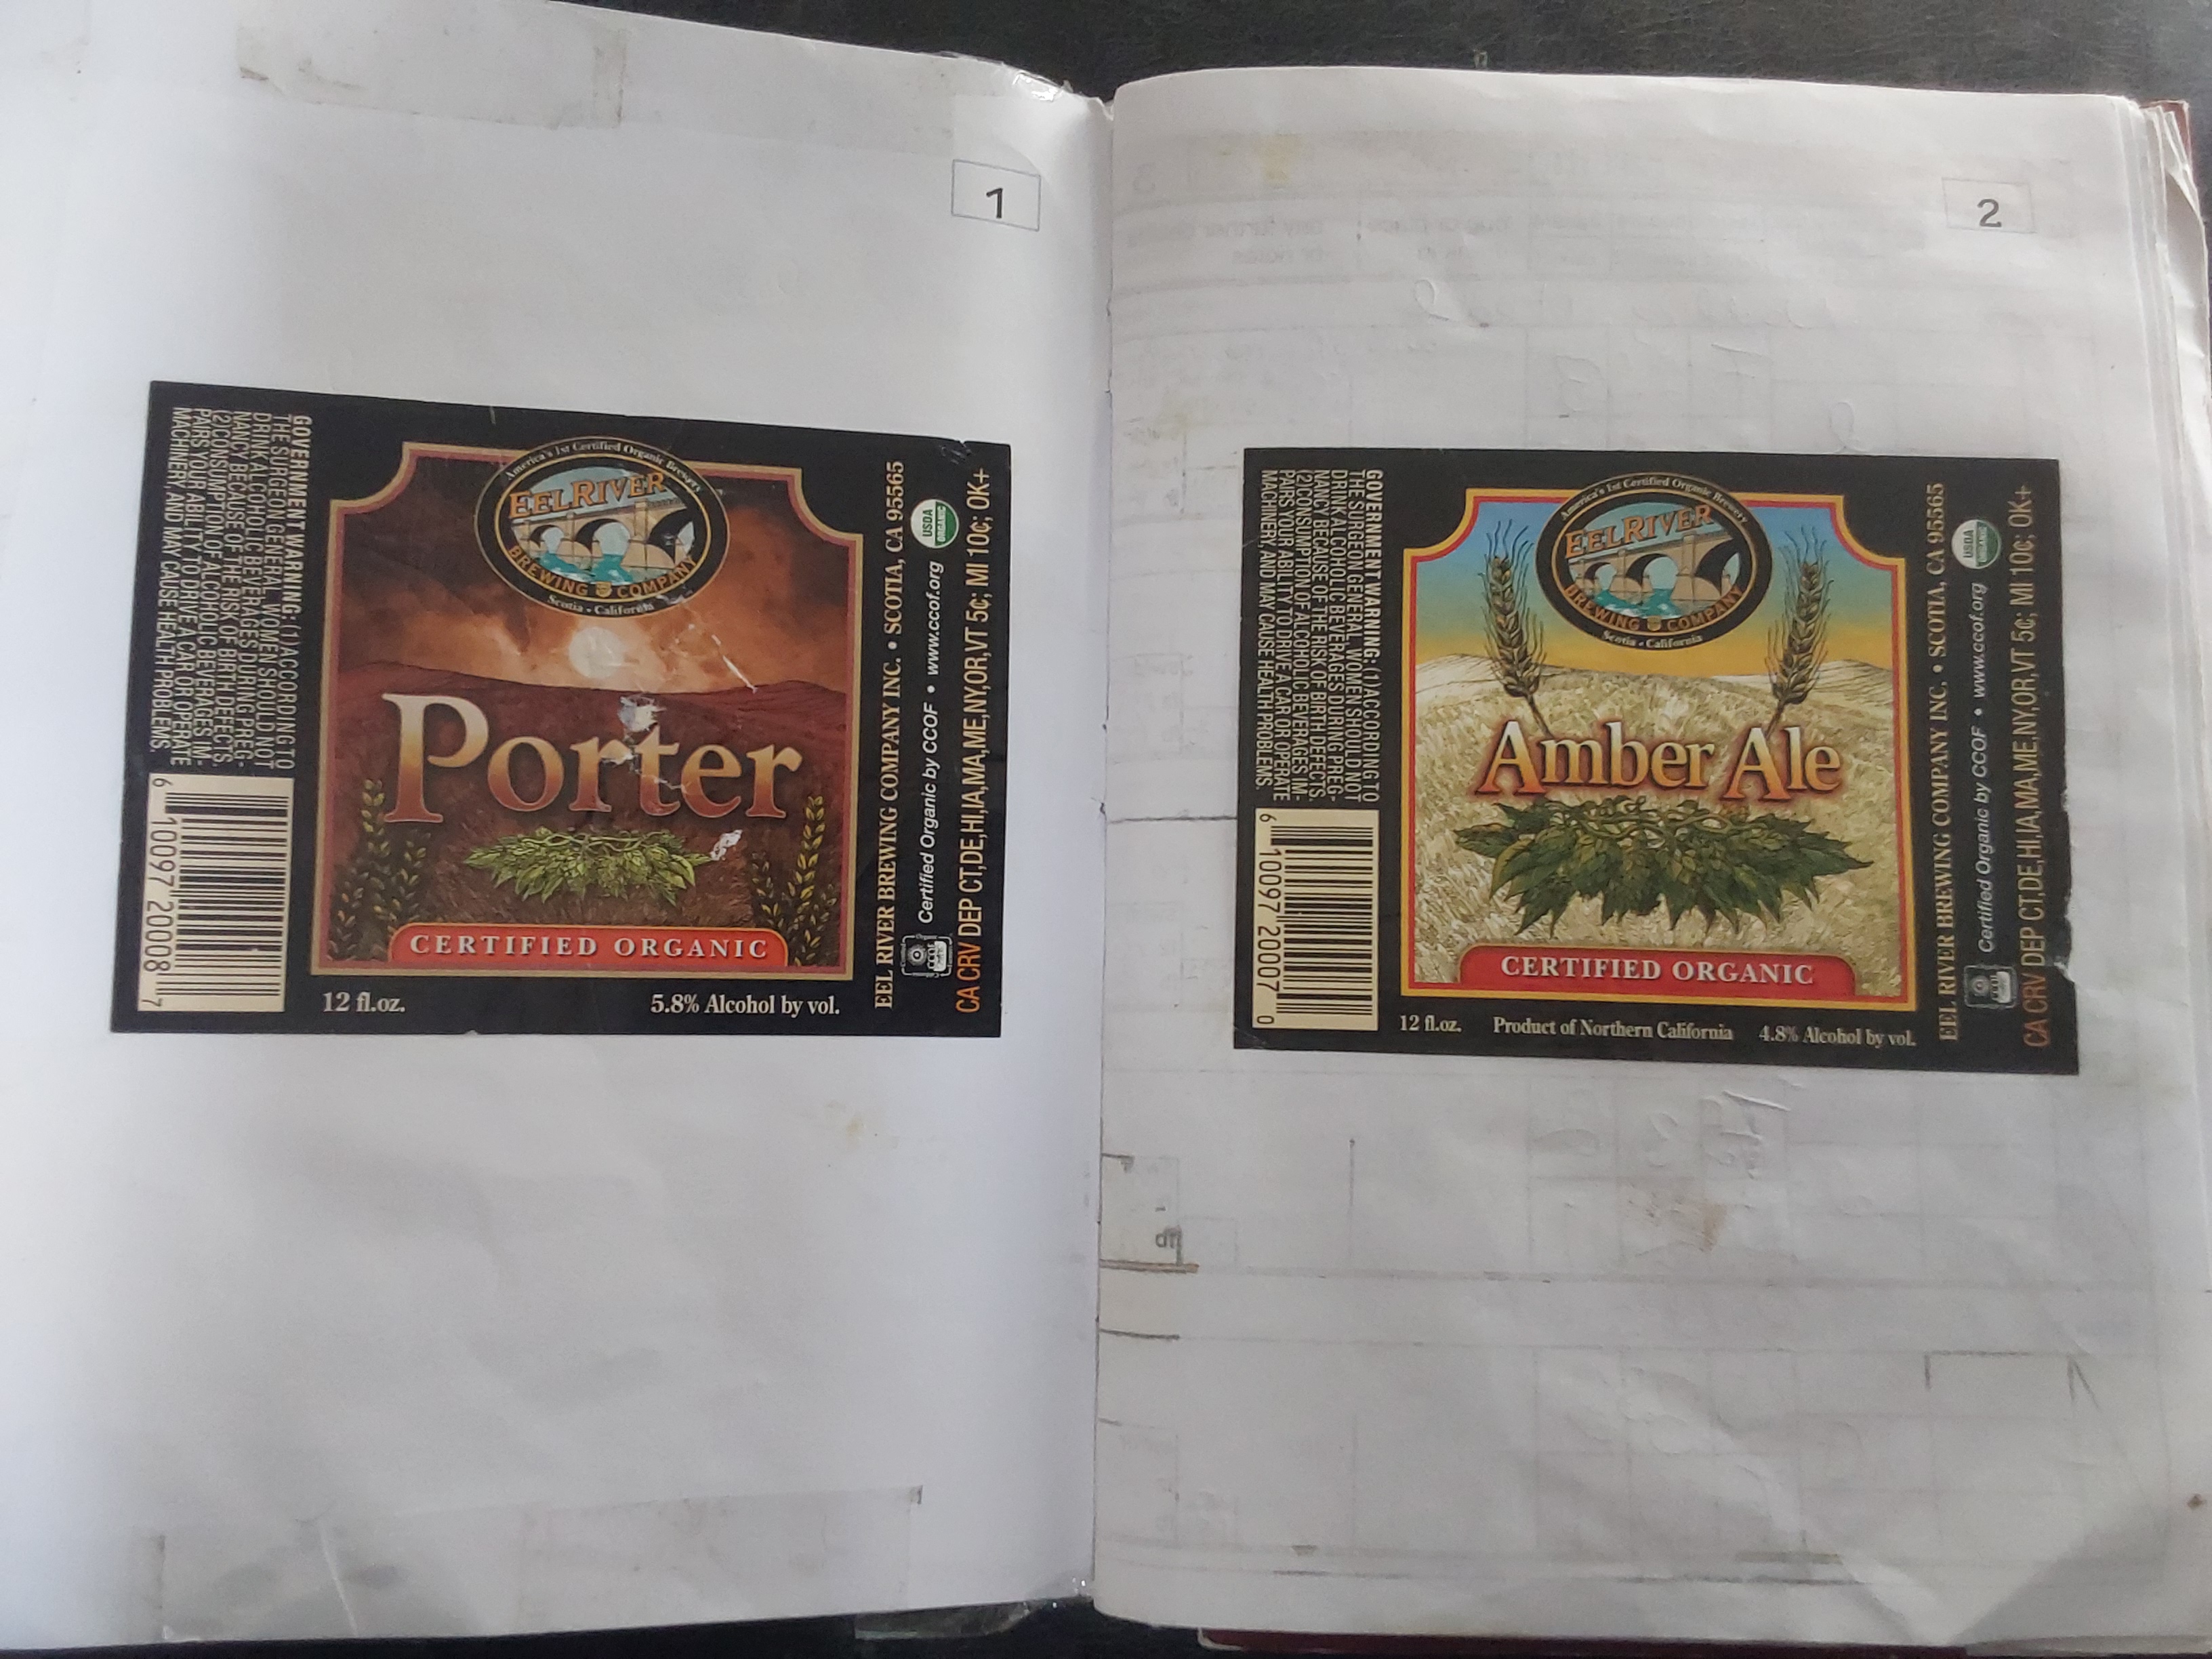 1
GOVERNMENT WARNING: (1) ACCORDING TO
THE SURGEON GENERAL, WOMEN SHOULD NOT
DRINK ALCOHOLIC BEVERAGES DURING PREG-
NANCY BECAUSE OF THE RISK OF BIRTH DEFECTS.
(2) CONSUMPTION OF ALCOHOLIC BEVERAGES IM-
PAIRS YOUR ABILITY TO DRIVE A CAR OR OPERATE
MACHINERY, AND MAY CAUSE HEALTH PROBLEMS.
6 10097 20008 7
America's 1st Certified Organic Brewery
EEL RIVER
BREWING COMPANY
Scotia - California
Porter
CERTIFIED ORGANIC
12 fl.oz.
5.8% Alcohol by vol.
EEL RIVER BREWING COMPANY INC. • SCOTIA, CA 95565
Certified Organic by CCOF • www.ccof.org
USDA
ORGANIC
CA CRV DEP CT,DE,HI,IA,MA,ME,NY,OR,VT 5¢; MI 10¢; OK+
2
GOVERNMENT WARNING: (1) ACCORDING TO
THE SURGEON GENERAL, WOMEN SHOULD NOT
DRINK ALCOHOLIC BEVERAGES DURING PREG-
NANCY BECAUSE OF THE RISK OF BIRTH DEFECTS.
(2) CONSUMPTION OF ALCOHOLIC BEVERAGES IM-
PAIRS YOUR ABILITY TO DRIVE A CAR OR OPERATE
MACHINERY, AND MAY CAUSE HEALTH PROBLEMS.
6 10097 20007 0
America's 1st Certified Organic Brewery
EEL RIVER
BREWING COMPANY
Scotia - California
Amber Ale
CERTIFIED ORGANIC
12 fl.oz.
Product of Northern California
4.8% Alcohol by vol.
EEL RIVER BREWING COMPANY INC. • SCOTIA, CA 95565
Certified Organic by CCOF • www.ccof.org
USDA
ORGANIC
CA CRV DEP CT,DE,HI,IA,MA,ME,NY,OR,VT 5¢; MI 10¢; OK+